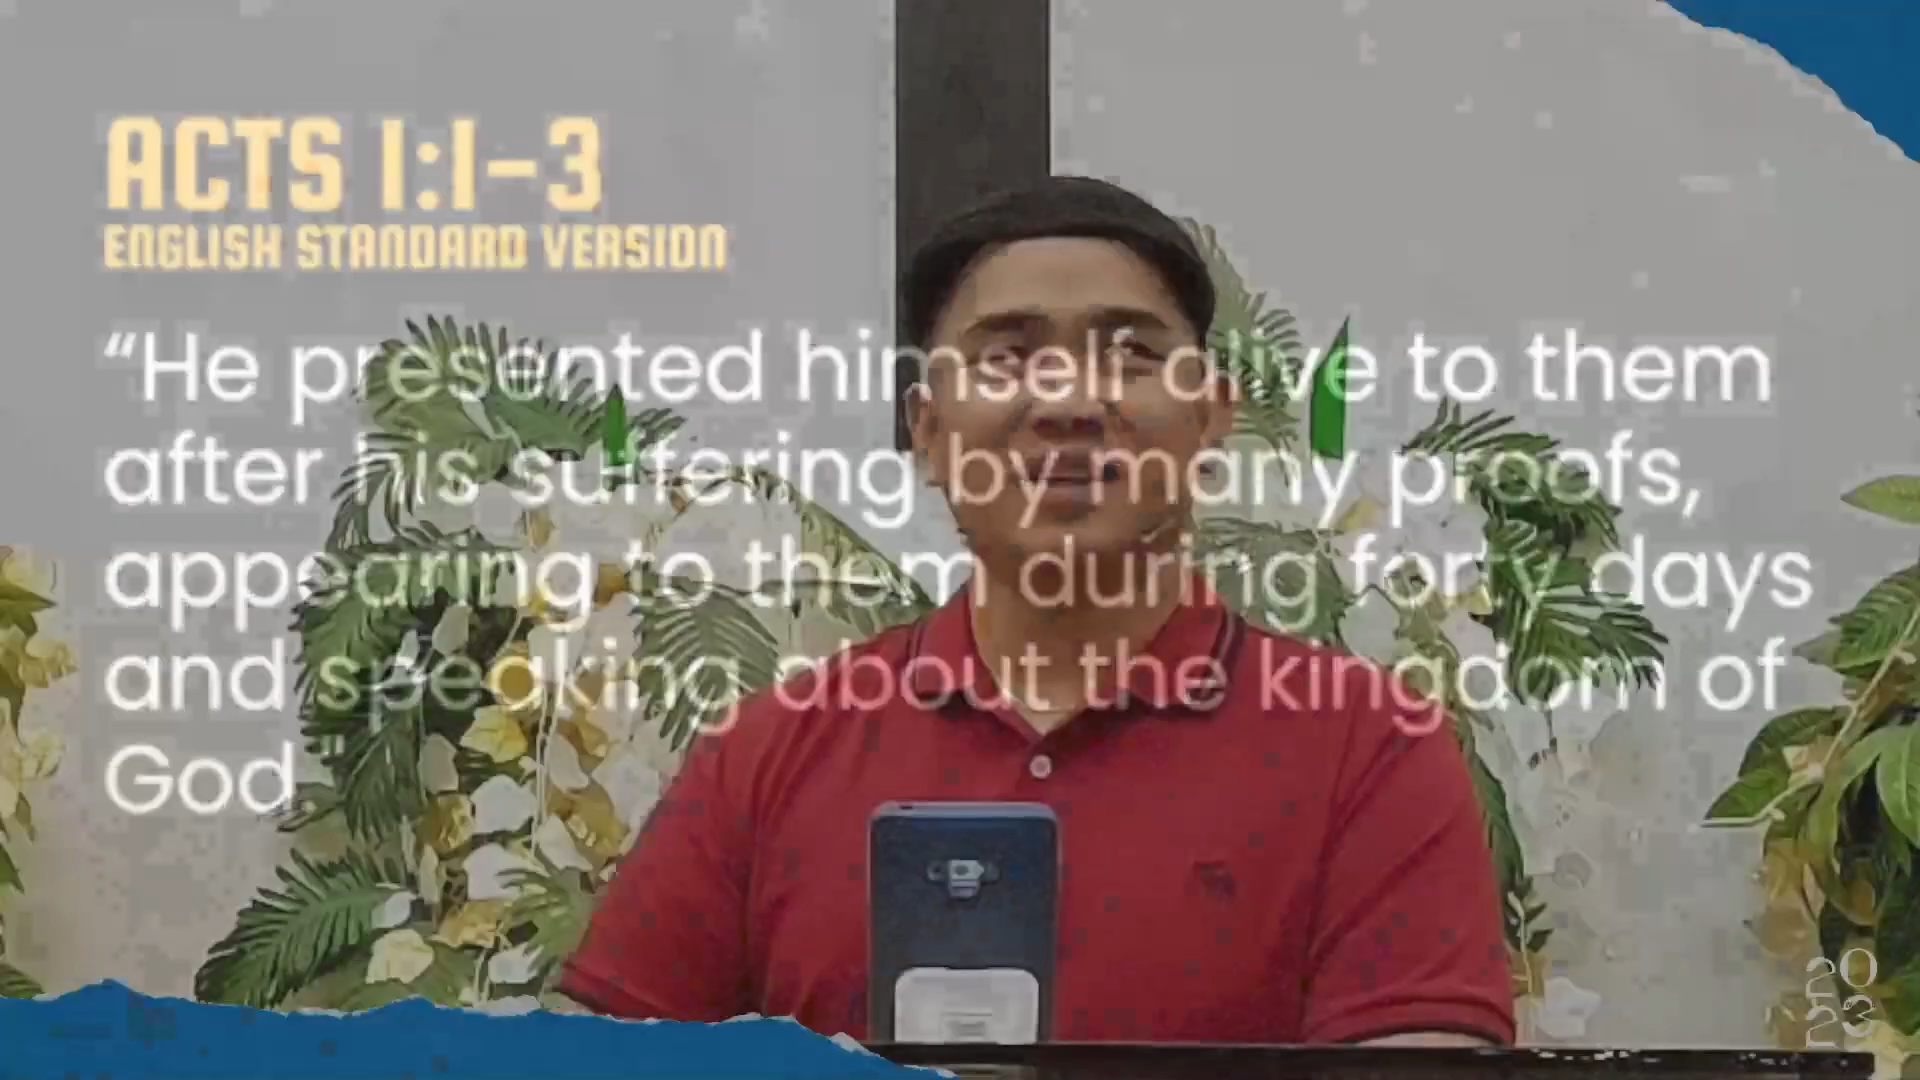 ACTS 1:1-3
ENGLISH STANDARD VERSION
“He presented himself alive to them
after his suffering by many proofs,
appearing to them during forty days
and speaking about the kingdom of
God."
2023